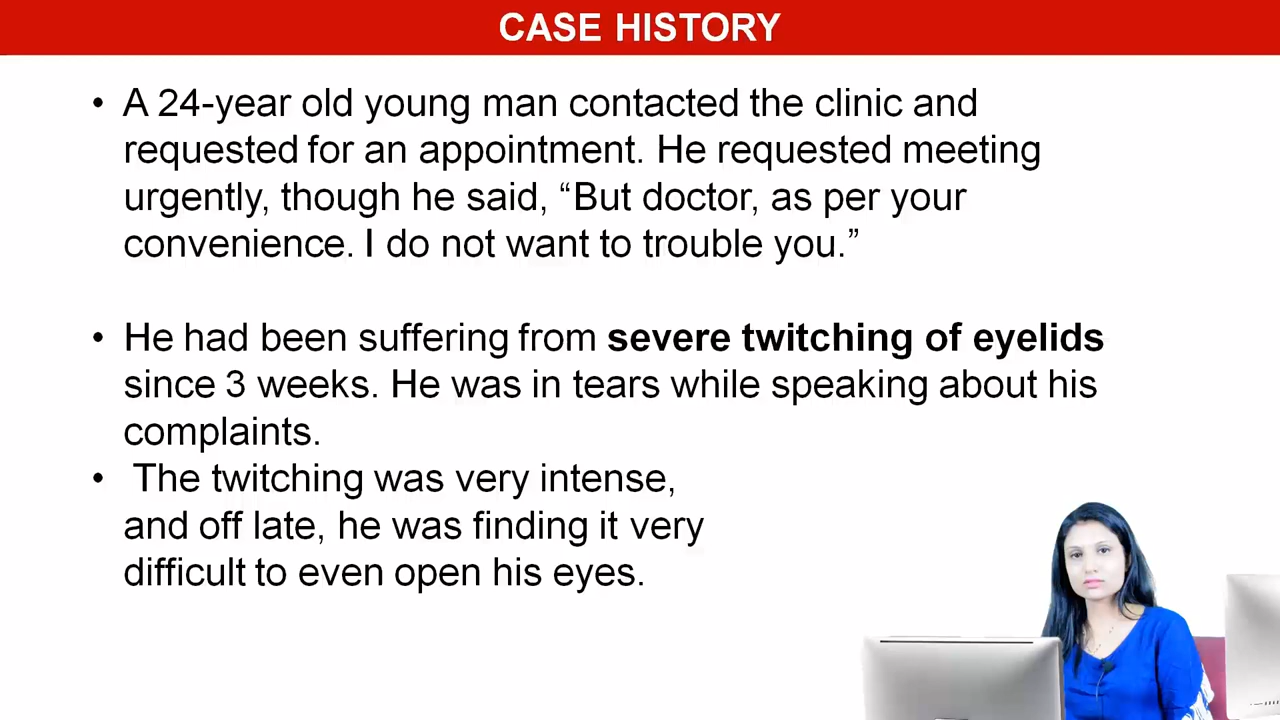 CASE HISTORY
• A 24-year old young man contacted the clinic and
requested for an appointment. He requested meeting
urgently, though he said, “But doctor, as per your
convenience. I do not want to trouble you.”
• He had been suffering from severe twitching of eyelids
since 3 weeks. He was in tears while speaking about his
complaints.
• The twitching was very intense,
and off late, he was finding it very
difficult to even open his eyes.